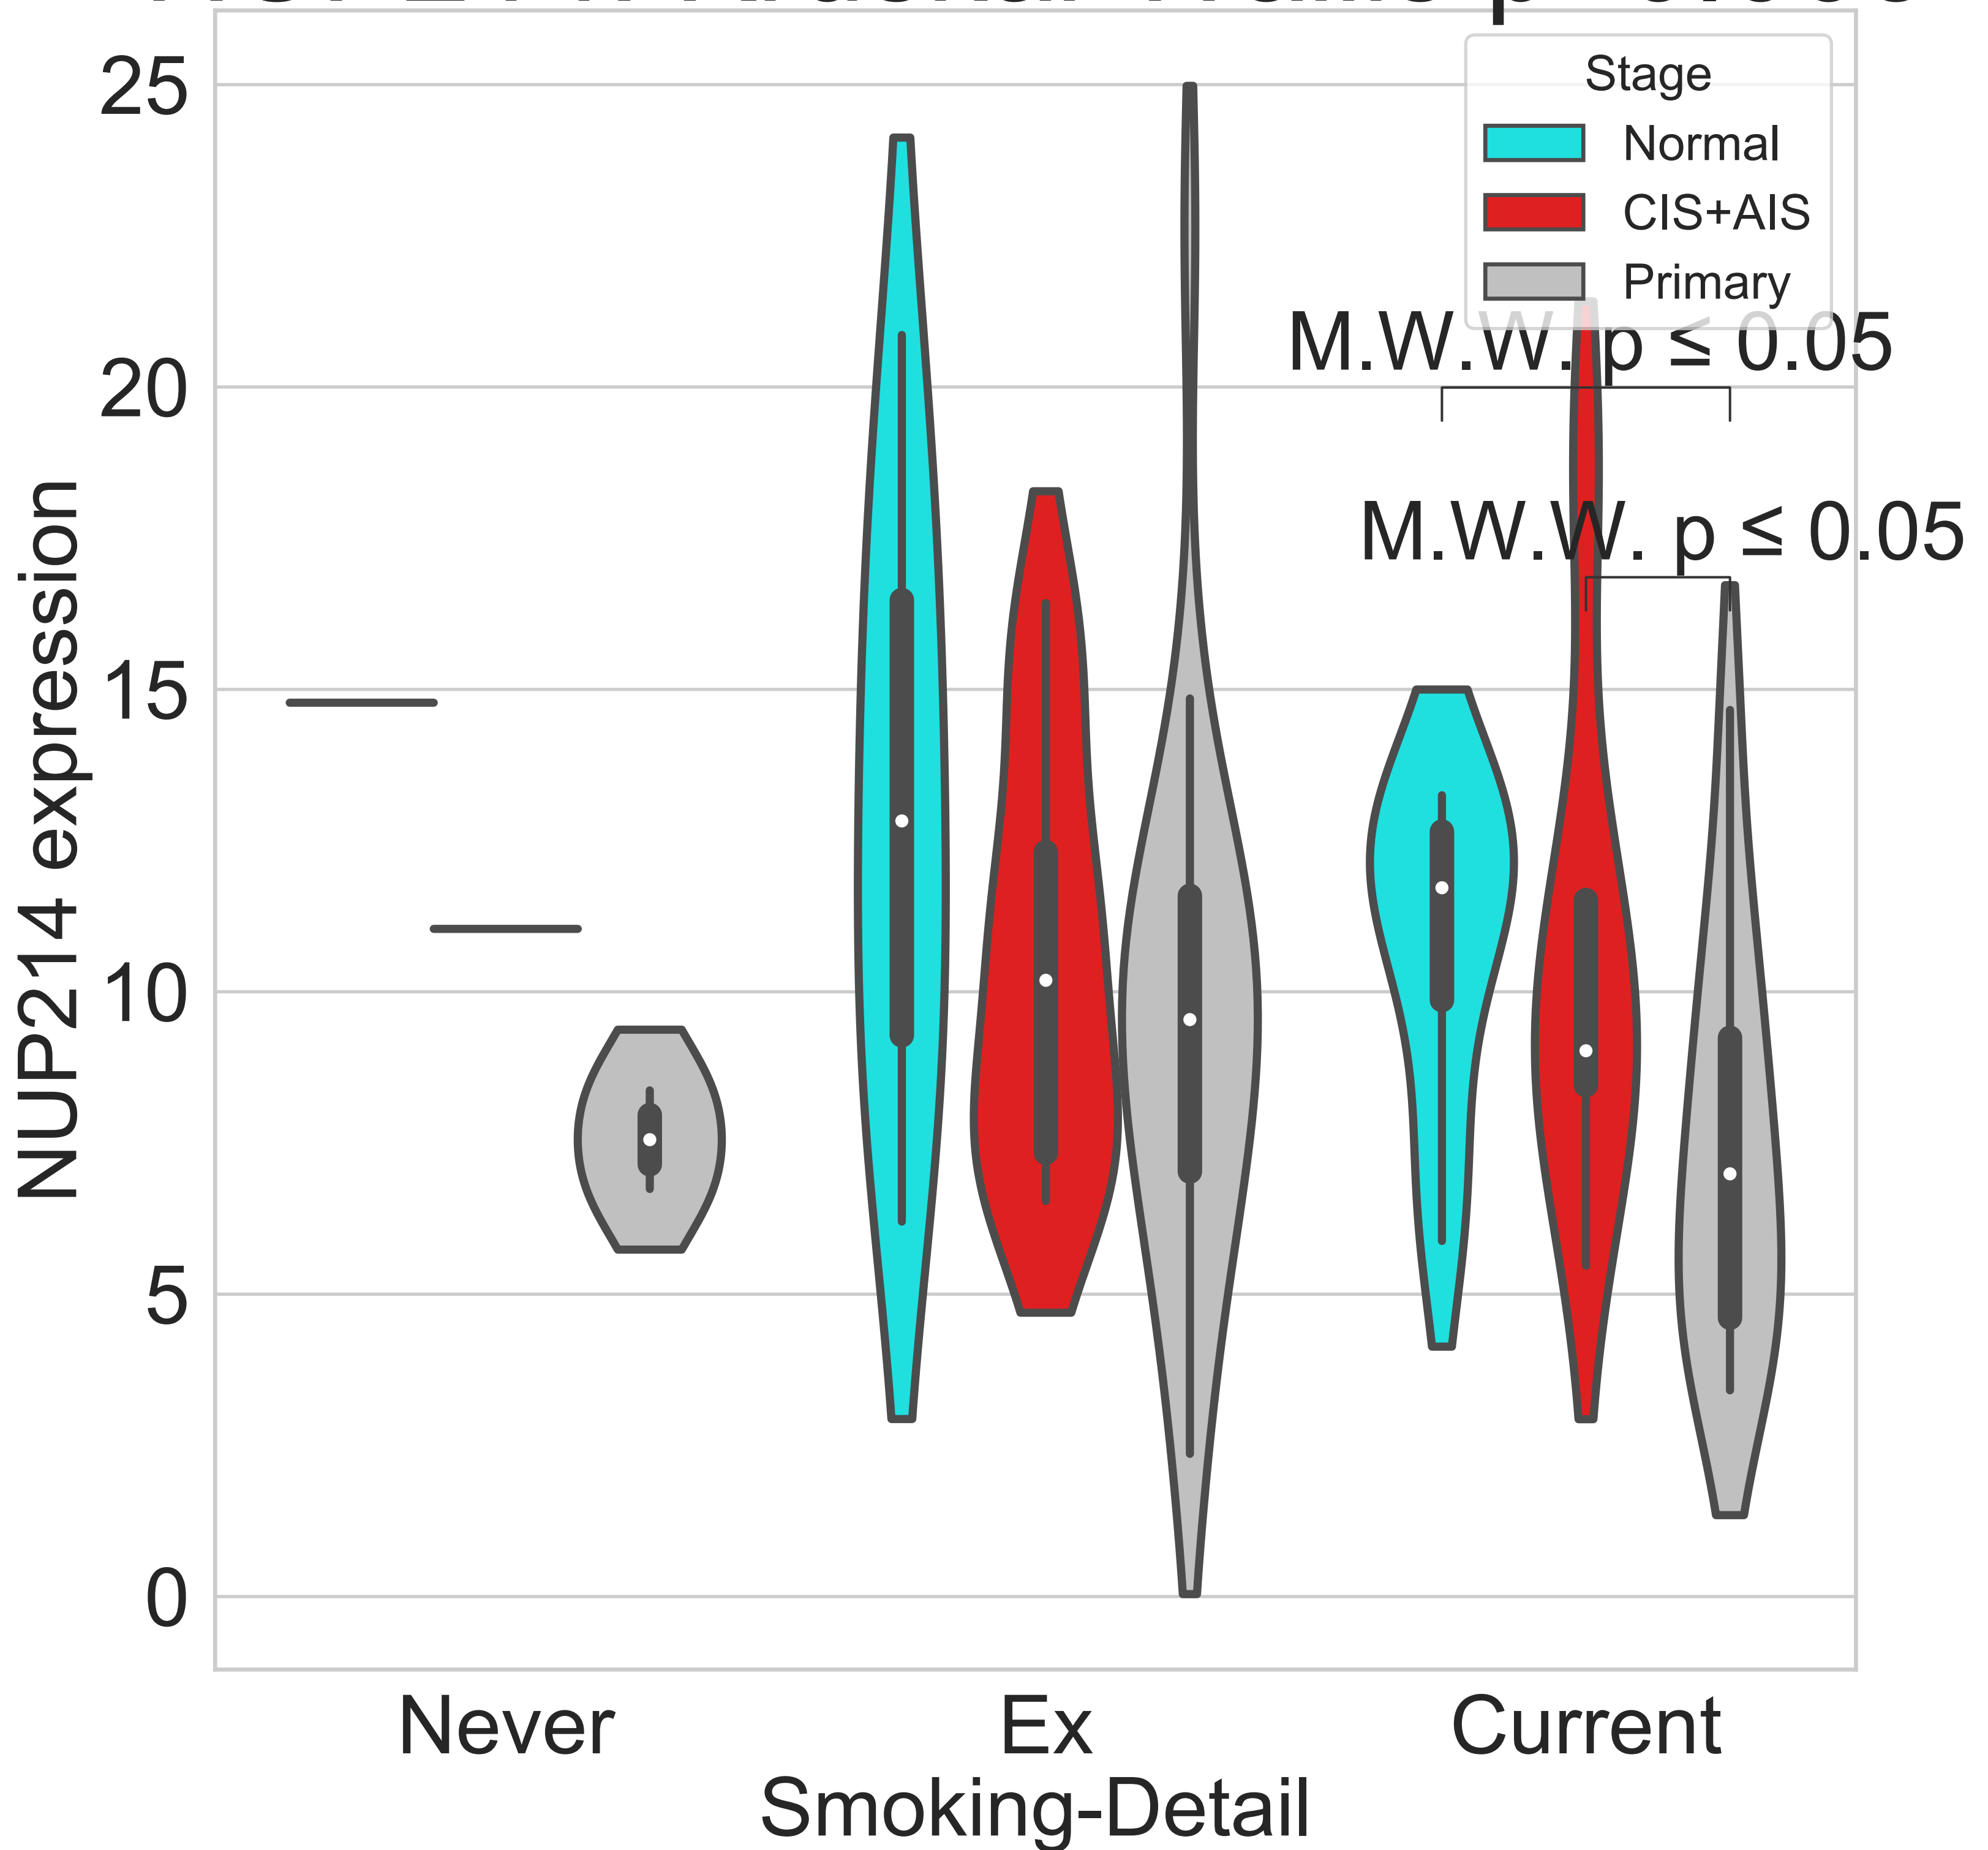 25
20
15
10
5
0
NUP214 expression
Stage
Normal
CIS+AIS
Primary
M.W.W. p ≤ 0.05
M.W.W. p ≤ 0.05
Never
Ex
Current
Smoking-Detail